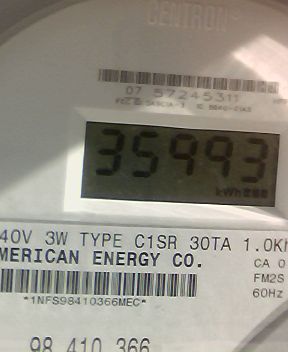 CENTRON
07 57245311
35993
kWh
40V 3W TYPE C1SR 30TA 1.0Kh
MERICAN ENERGY CO. CA 0
FM2S
*1NFS98410366MEC* 60Hz
98 410 366